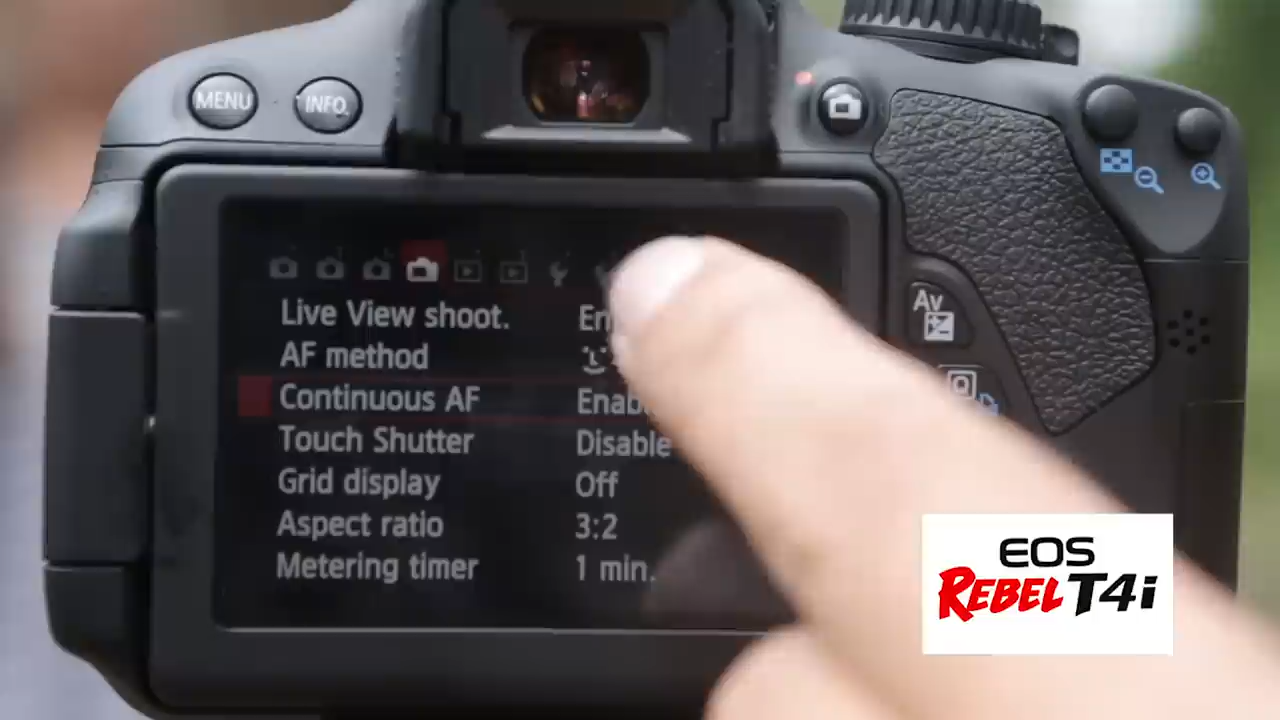 MENU
INFO.
Live View shoot.
AF method
Continuous AF
Touch Shutter Disable
Grid display Off
Aspect ratio 3:2
Metering timer 1 min.
Av
Q
EOS
REBEL T4i